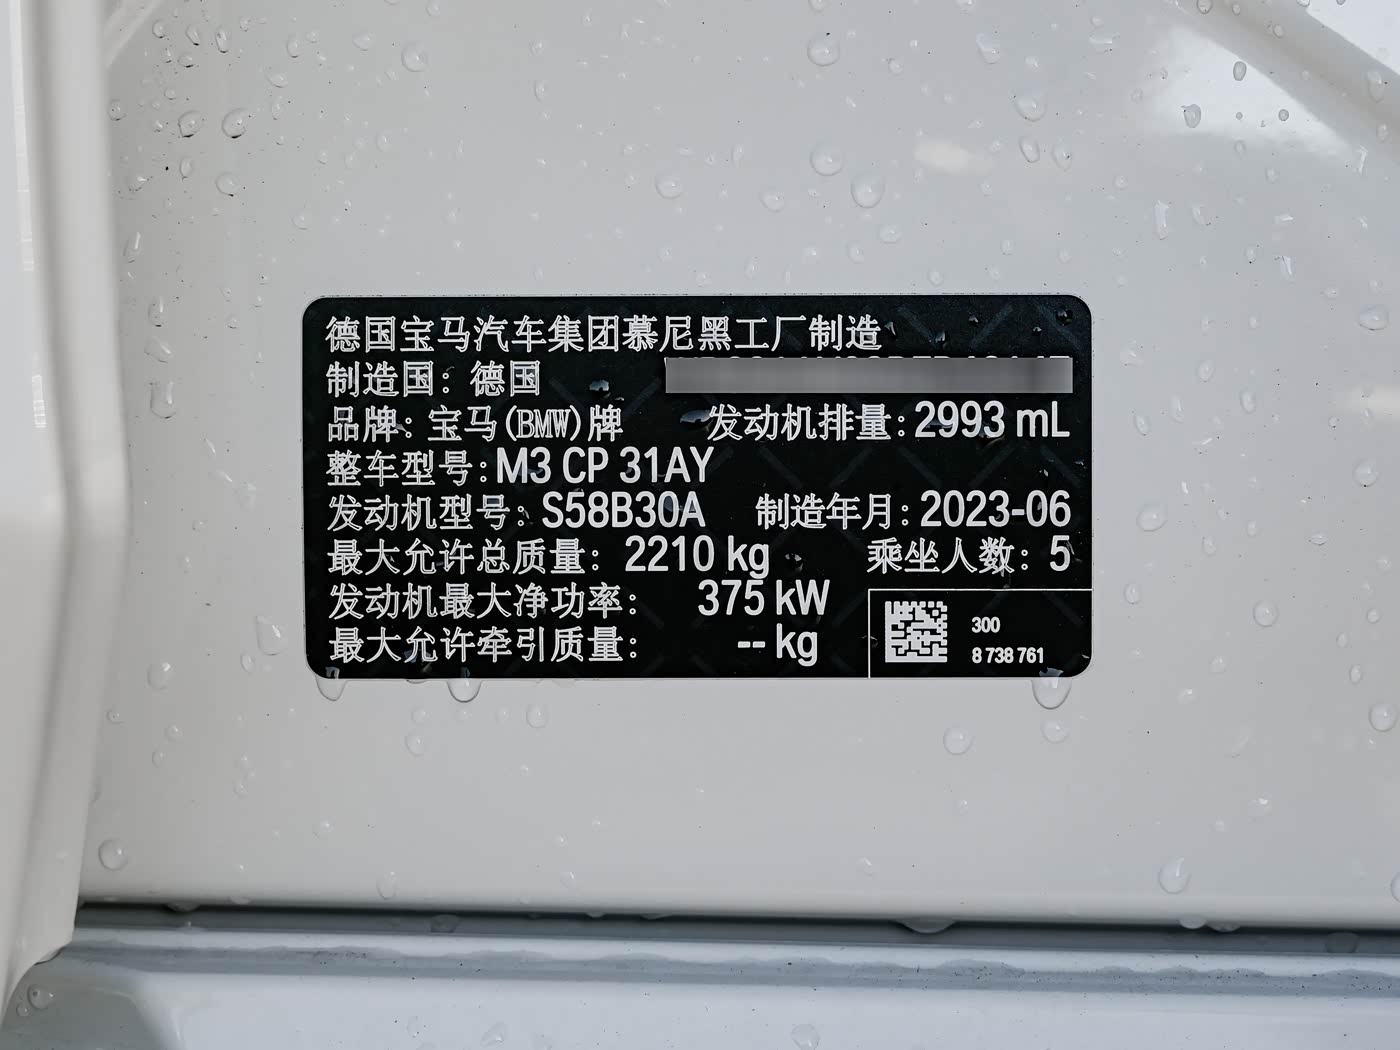 德国宝马汽车集团慕尼黑工厂制造
制造国：德国
品牌：宝马(BMW)牌 发动机排量：2993 mL
整车型号：M3 CP 31AY
发动机型号：S58B30A 制造年月：2023-06
最大允许总质量：2210 kg 乘坐人数：5
发动机最大净功率：375 kW
最大允许牵引质量：-- kg
300
8 738 761